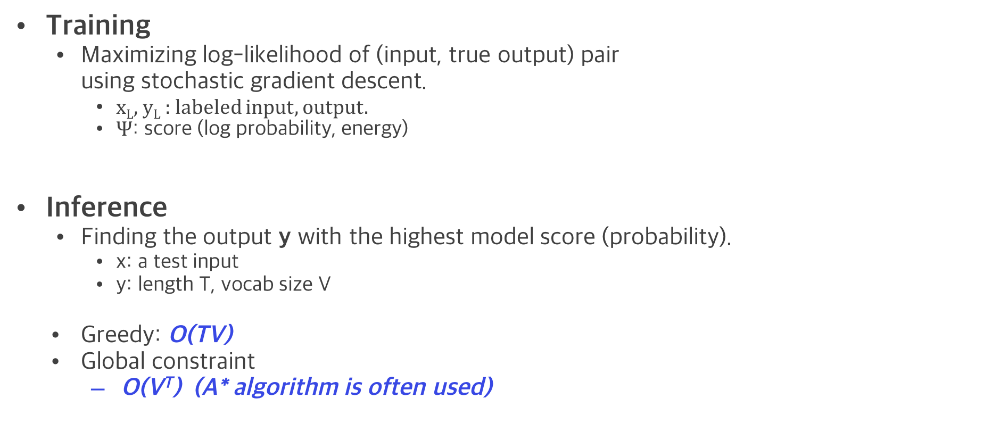 • Training
• Maximizing log-likelihood of (input, true output) pair
using stochastic gradient descent.
• x_L, y_L : labeled input, output.
• Ψ: score (log probability, energy)
• Inference
• Finding the output y with the highest model score (probability).
• x: a test input
• y: length T, vocab size V
• Greedy: O(TV)
• Global constraint
– O(Vᵀ) (A* algorithm is often used)